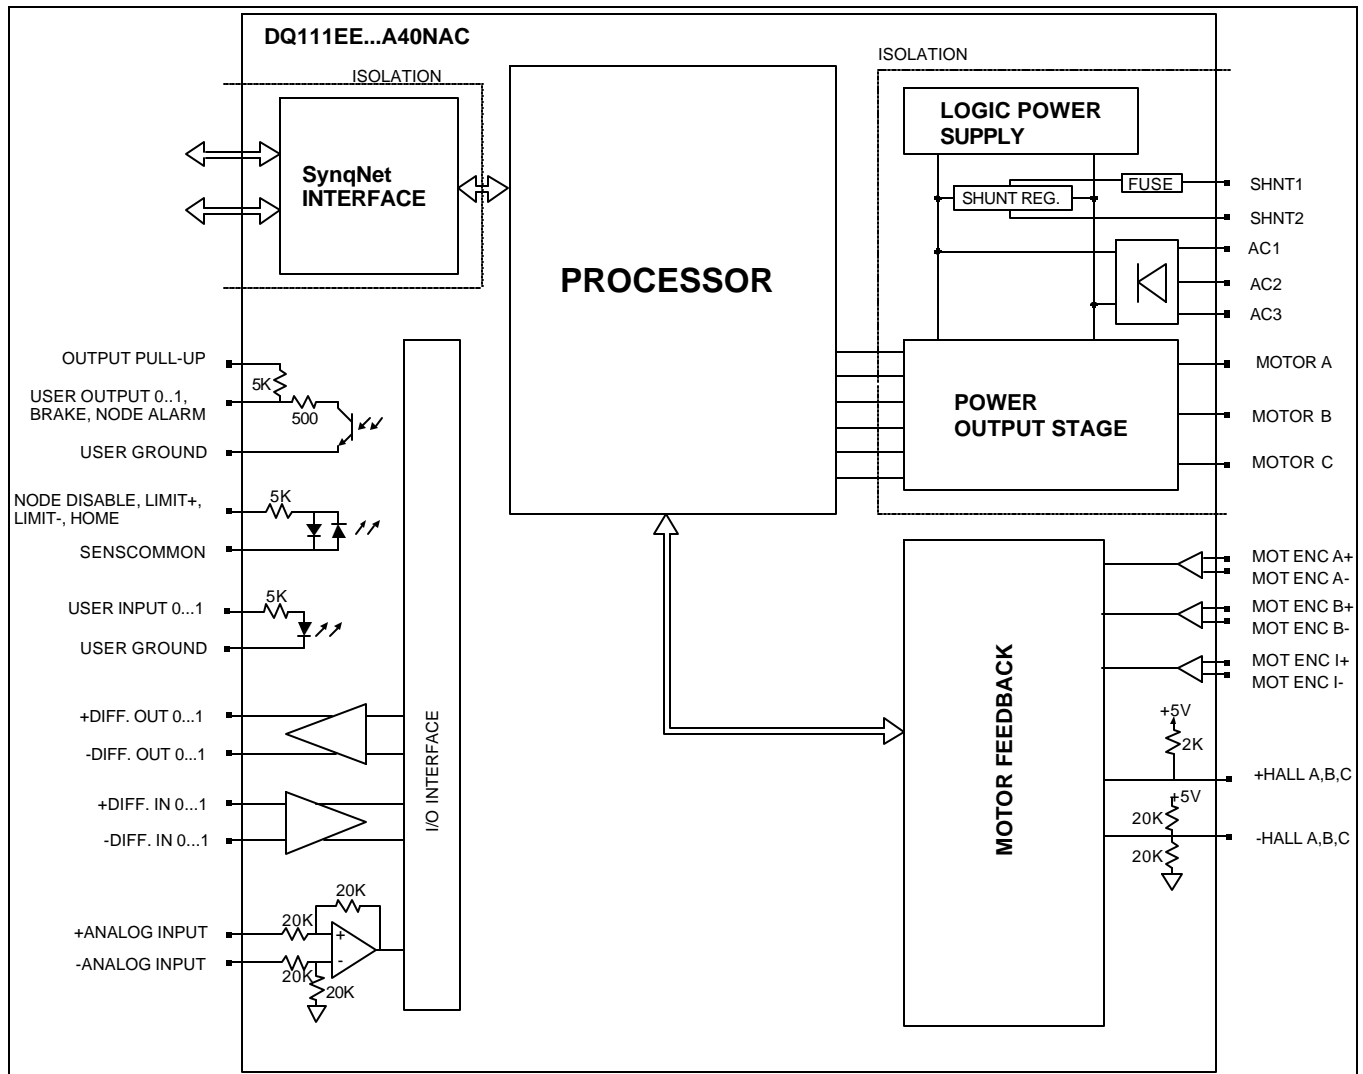 DQ111EE...A40NAC
ISOLATION
ISOLATION
SynqNet
INTERFACE
PROCESSOR
LOGIC POWER
SUPPLY
SHUNT REG.
FUSE
SHNT1
SHNT2
AC1
AC2
AC3
POWER
OUTPUT STAGE
MOTOR A
MOTOR B
MOTOR C
OUTPUT PULL-UP
5K
USER OUTPUT 0..1,
BRAKE, NODE ALARM
500
USER GROUND
NODE DISABLE, LIMIT+,
LIMIT-, HOME
5K
SENSCOMMON
USER INPUT 0...1
5K
USER GROUND
+DIFF. OUT 0...1
-DIFF. OUT 0...1
+DIFF. IN 0...1
-DIFF. IN 0...1
+ANALOG INPUT
-ANALOG INPUT
20K
20K
+
-
20K
20K
I/O INTERFACE
MOTOR FEEDBACK
MOT ENC A+
MOT ENC A-
MOT ENC B+
MOT ENC B-
MOT ENC I+
MOT ENC I-
+5V
2K
+HALL A,B,C
+5V
20K
-HALL A,B,C
20K